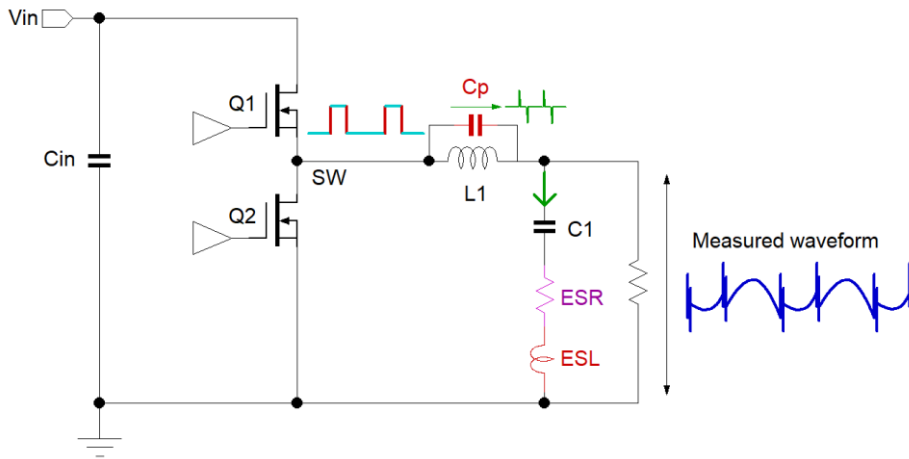 Vin
Cp
Q1
Cin
SW
L1
Q2
C1
Measured waveform
ESR
ESL